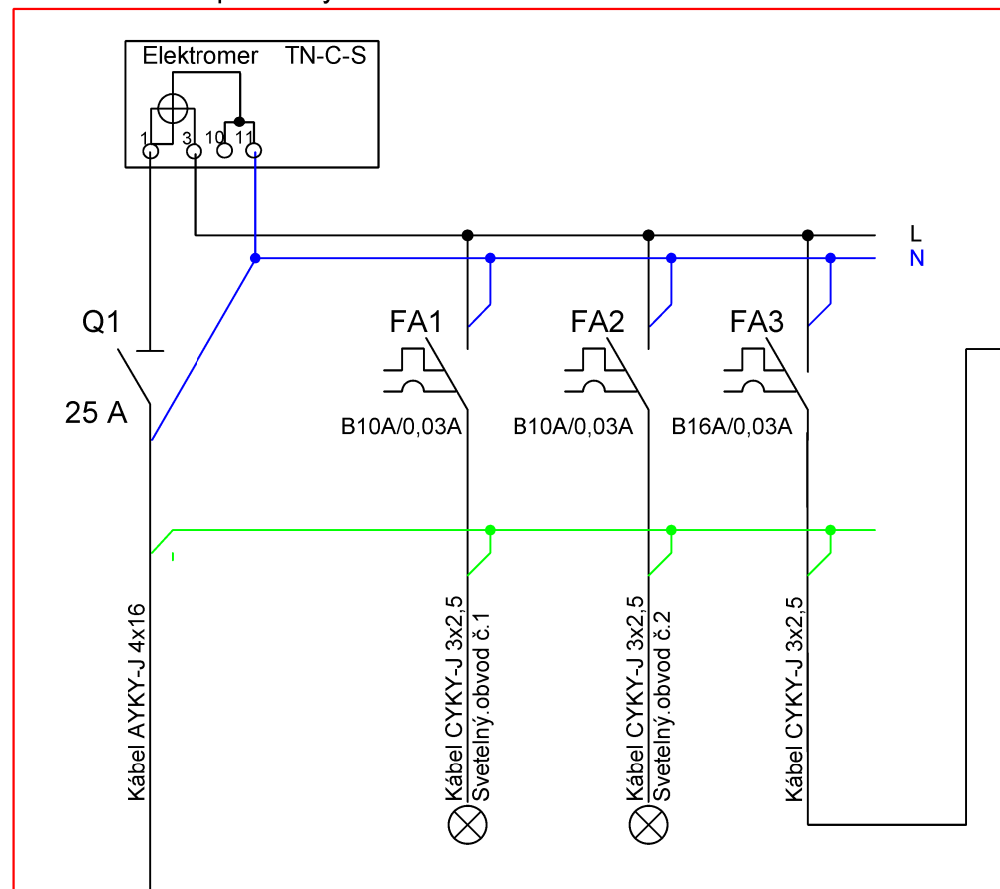 Elektromer TN-C-S
1 3 10 11
L
N
Q1
FA1
FA2
FA3
25 A
B10A/0,03A
B10A/0,03A
B16A/0,03A
Kábel AYKY-J 4x16
Kábel CYKY-J 3x2,5
Svetelný.obvod č.1
Kábel CYKY-J 3x2,5
Svetelný.obvod č.2
Kábel CYKY-J 3x2,5